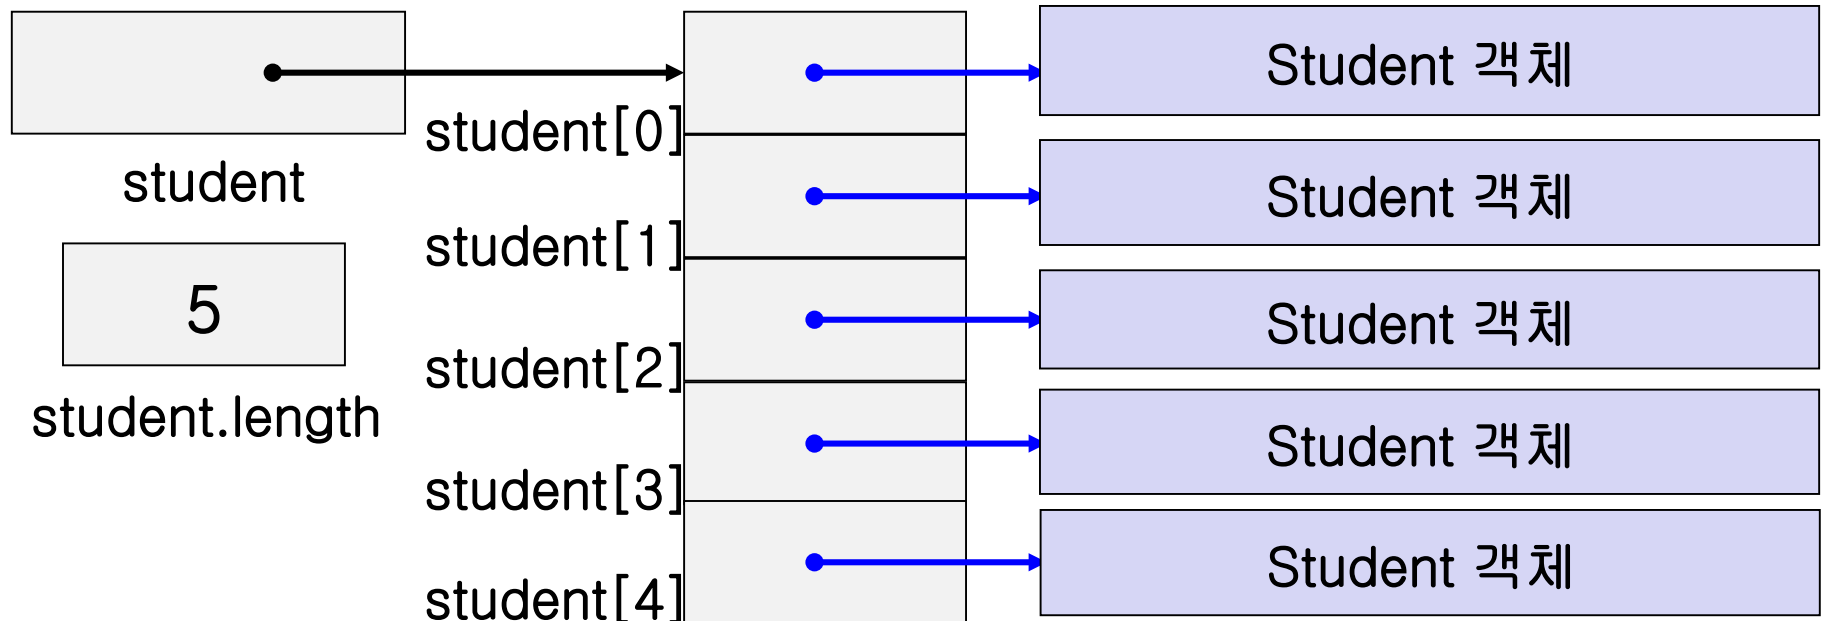 student
5
student.length
student[0]
student[1]
student[2]
student[3]
student[4]
Student 객체
Student 객체
Student 객체
Student 객체
Student 객체